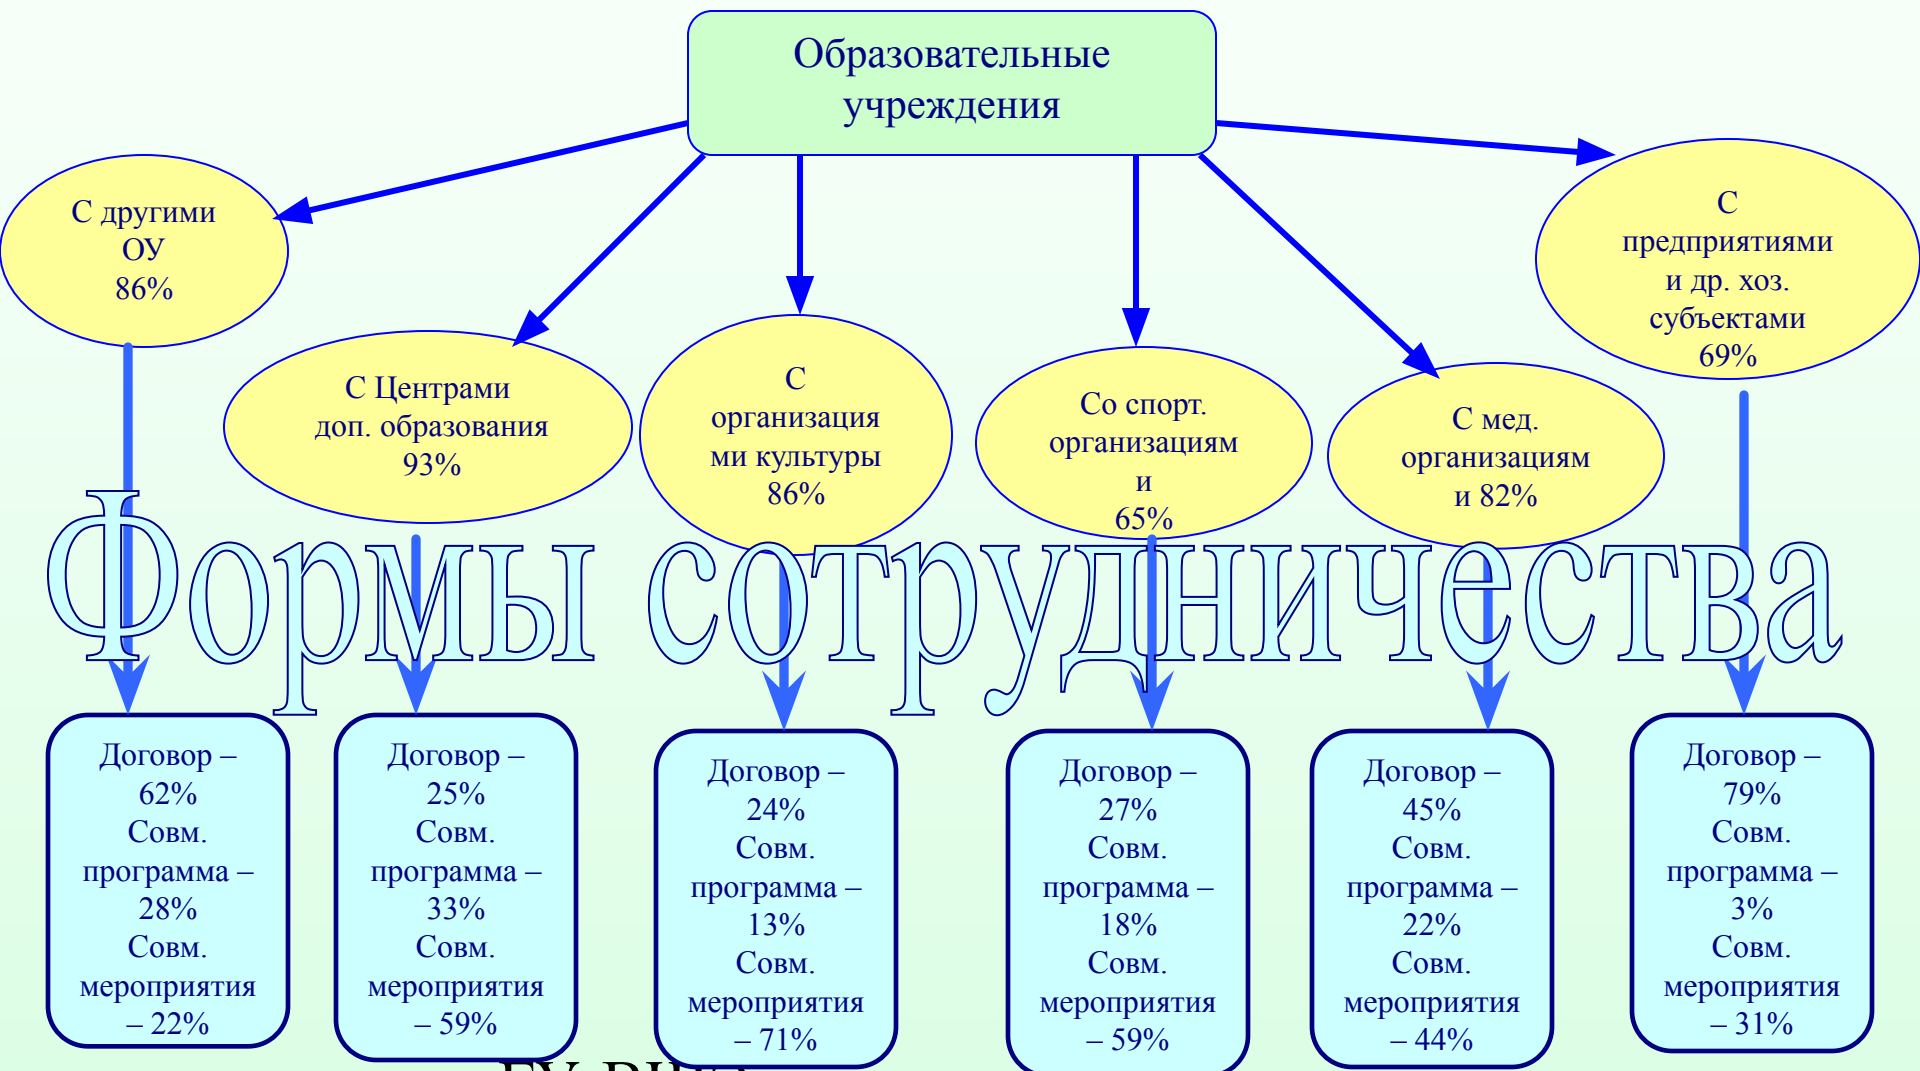 Образовательные
учреждения
С другими
ОУ
86%
С Центрами
доп. образования
93%
С
организация
ми культуры
86%
Со спорт.
организациям
и
65%
С мед.
организациям
и 82%
С
предприятиями
и др. хоз.
субъектами
69%
Формы сотрудничества
Договор –
62%
Совм.
программа –
28%
Совм.
мероприятия
– 22%
Договор –
25%
Совм.
программа –
33%
Совм.
мероприятия
– 59%
Договор –
24%
Совм.
программа –
13%
Совм.
мероприятия
– 71%
Договор –
27%
Совм.
программа –
18%
Совм.
мероприятия
– 59%
Договор –
45%
Совм.
программа –
22%
Совм.
мероприятия
– 44%
Договор –
79%
Совм.
программа –
3%
Совм.
мероприятия
– 31%